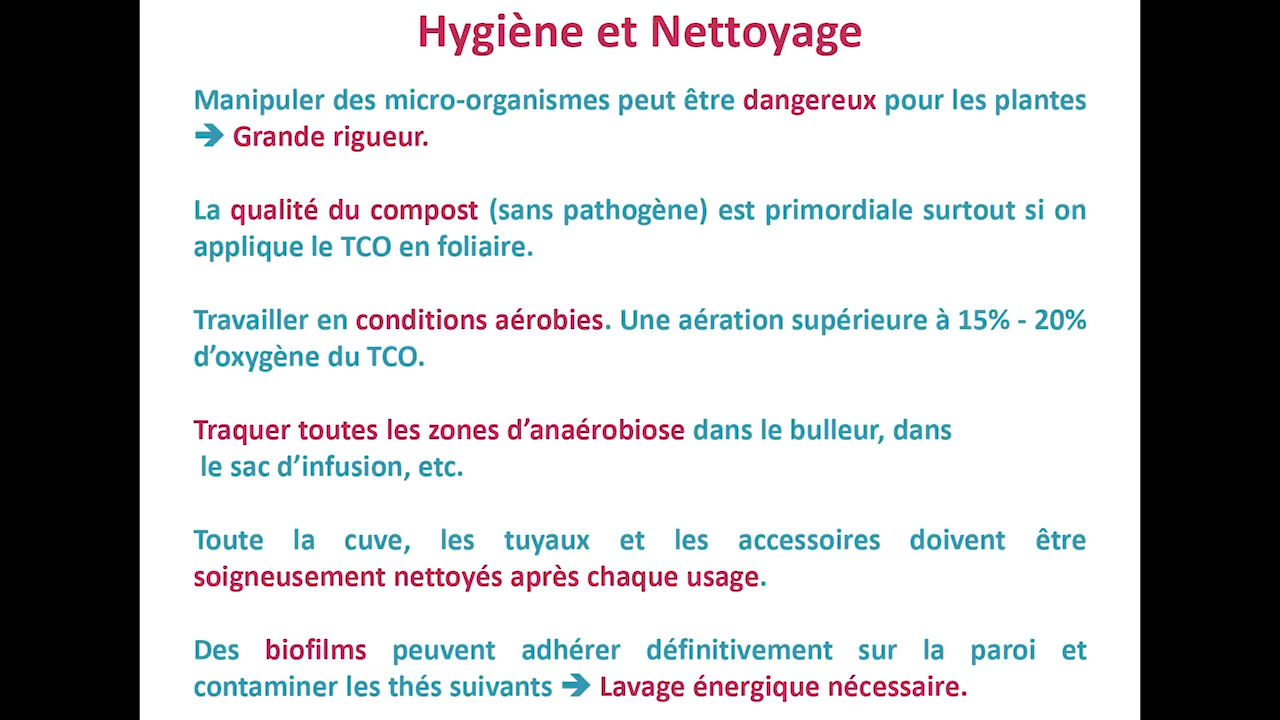 Hygiène et Nettoyage
Manipuler des micro-organismes peut être dangereux pour les plantes
➔ Grande rigueur.
La qualité du compost (sans pathogène) est primordiale surtout si on
applique le TCO en foliaire.
Travailler en conditions aérobies. Une aération supérieure à 15% - 20%
d’oxygène du TCO.
Traquer toutes les zones d’anaérobiose dans le bulleur, dans
le sac d’infusion, etc.
Toute la cuve, les tuyaux et les accessoires doivent être
soigneusement nettoyés après chaque usage.
Des biofilms peuvent adhérer définitivement sur la paroi et
contaminer les thés suivants ➔ Lavage énergique nécessaire.